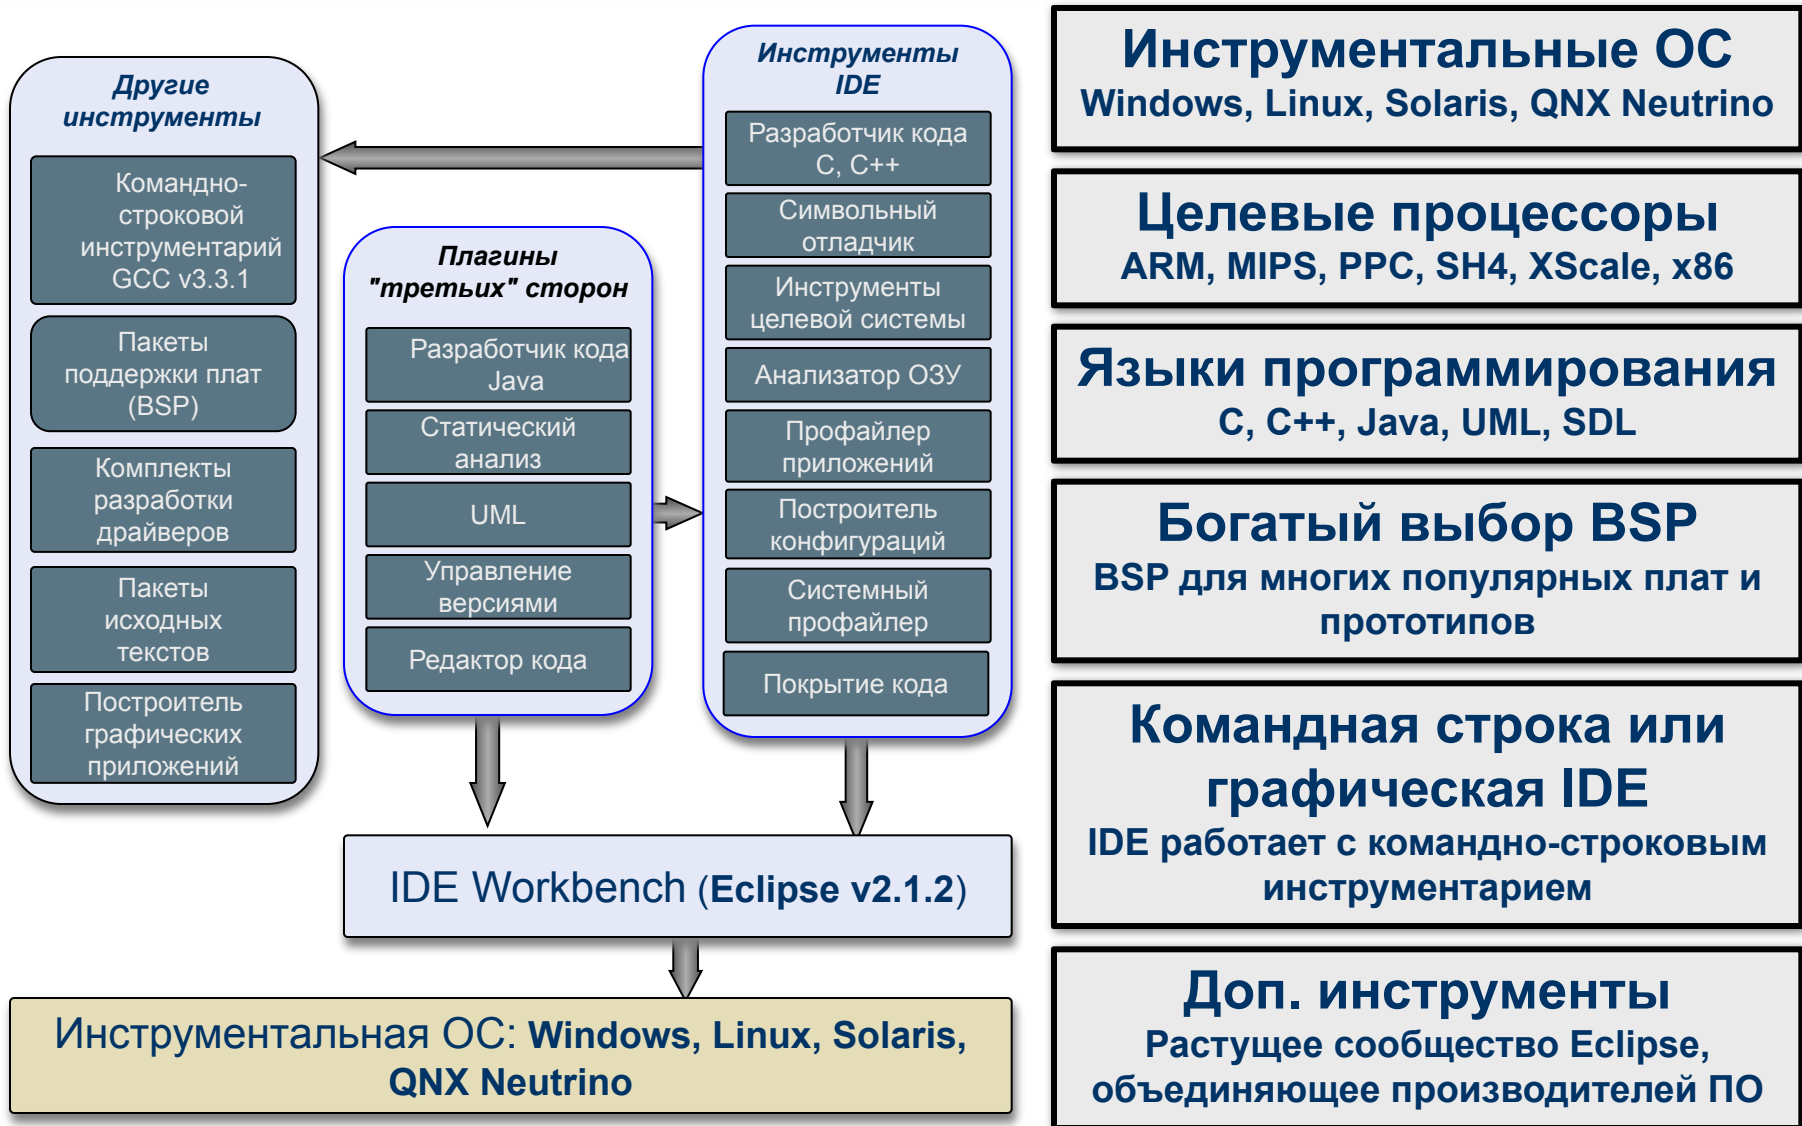 Другие
инструменты
Командно-
строковой
инструментарий
GCC v3.3.1
Пакеты
поддержки плат
(BSP)
Комплекты
разработки
драйверов
Пакеты
исходных
текстов
Построитель
графических
приложений
Плагины
"третьих" сторон
Разработчик кода
Java
Статический
анализ
UML
Управление
версиями
Редактор кода
Инструменты
IDE
Разработчик кода
C, C++
Символьный
отладчик
Инструменты
целевой системы
Анализатор ОЗУ
Профайлер
приложений
Построитель
конфигураций
Системный
профайлер
Покрытие кода
IDE Workbench (Eclipse v2.1.2)
Инструментальная ОС: Windows, Linux, Solaris,
QNX Neutrino
Инструментальные ОС
Windows, Linux, Solaris, QNX Neutrino
Целевые процессоры
ARM, MIPS, PPC, SH4, XScale, x86
Языки программирования
C, C++, Java, UML, SDL
Богатый выбор BSP
BSP для многих популярных плат и
прототипов
Командная строка или
графическая IDE
IDE работает с командно-строковым
инструментарием
Доп. инструменты
Растущее сообщество Eclipse,
объединяющее производителей ПО